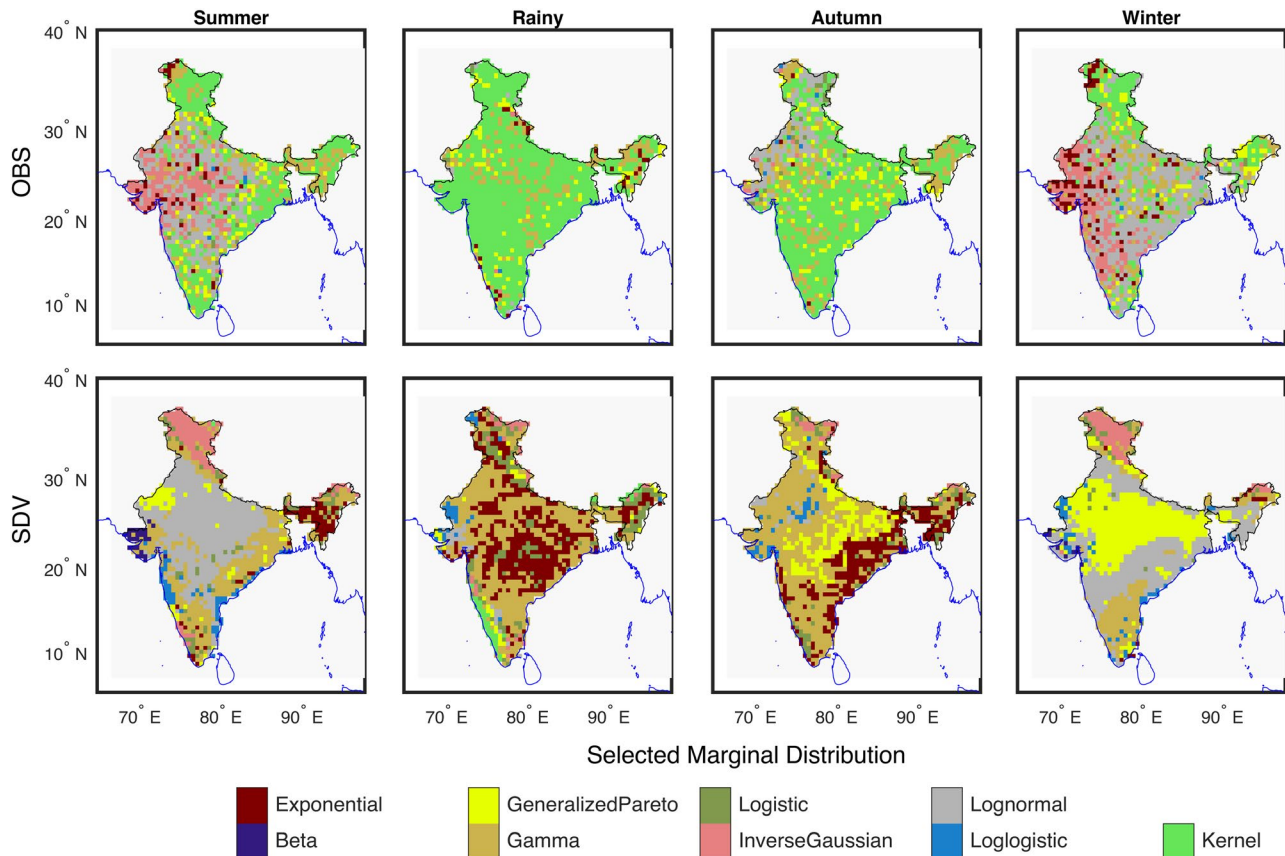 Summer Rainy Autumn Winter
40° N
30° N
OBS
20° N
10° N
40° N
30° N
SDV
20° N
10° N
70° E 80° E 90° E 70° E 80° E 90° E 70° E 80° E 90° E 70° E 80° E 90° E
Selected Marginal Distribution
Exponential GeneralizedPareto Logistic Lognormal
Beta Gamma InverseGaussian Loglogistic Kernel